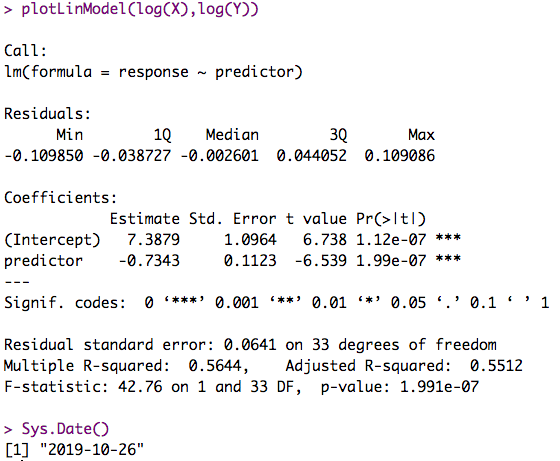 > plotLinModel(log(X),log(Y))
Call:
lm(formula = response ~ predictor)
Residuals:
      Min        1Q    Median        3Q       Max
-0.109850 -0.038727 -0.002601  0.044052  0.109086
Coefficients:
            Estimate Std. Error t value Pr(>|t|)
(Intercept)   7.3879     1.0964   6.738 1.12e-07 ***
predictor    -0.7343     0.1123  -6.539 1.99e-07 ***
---
Signif. codes:  0 ‘***’ 0.001 ‘**’ 0.01 ‘*’ 0.05 ‘.’ 0.1 ‘ ’ 1
Residual standard error: 0.0641 on 33 degrees of freedom
Multiple R-squared:  0.5644,    Adjusted R-squared:  0.5512
F-statistic: 42.76 on 1 and 33 DF,  p-value: 1.991e-07
> Sys.Date()
[1] "2019-10-26"